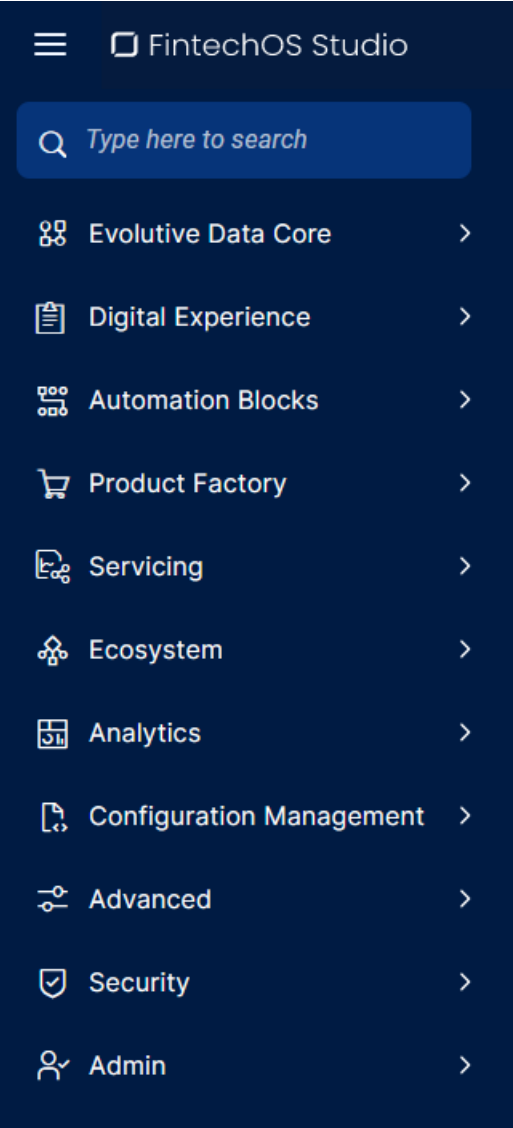 FintechOS Studio
Type here to search
Evolutive Data Core
Digital Experience
Automation Blocks
Product Factory
Servicing
Ecosystem
Analytics
Configuration Management
Advanced
Security
Admin